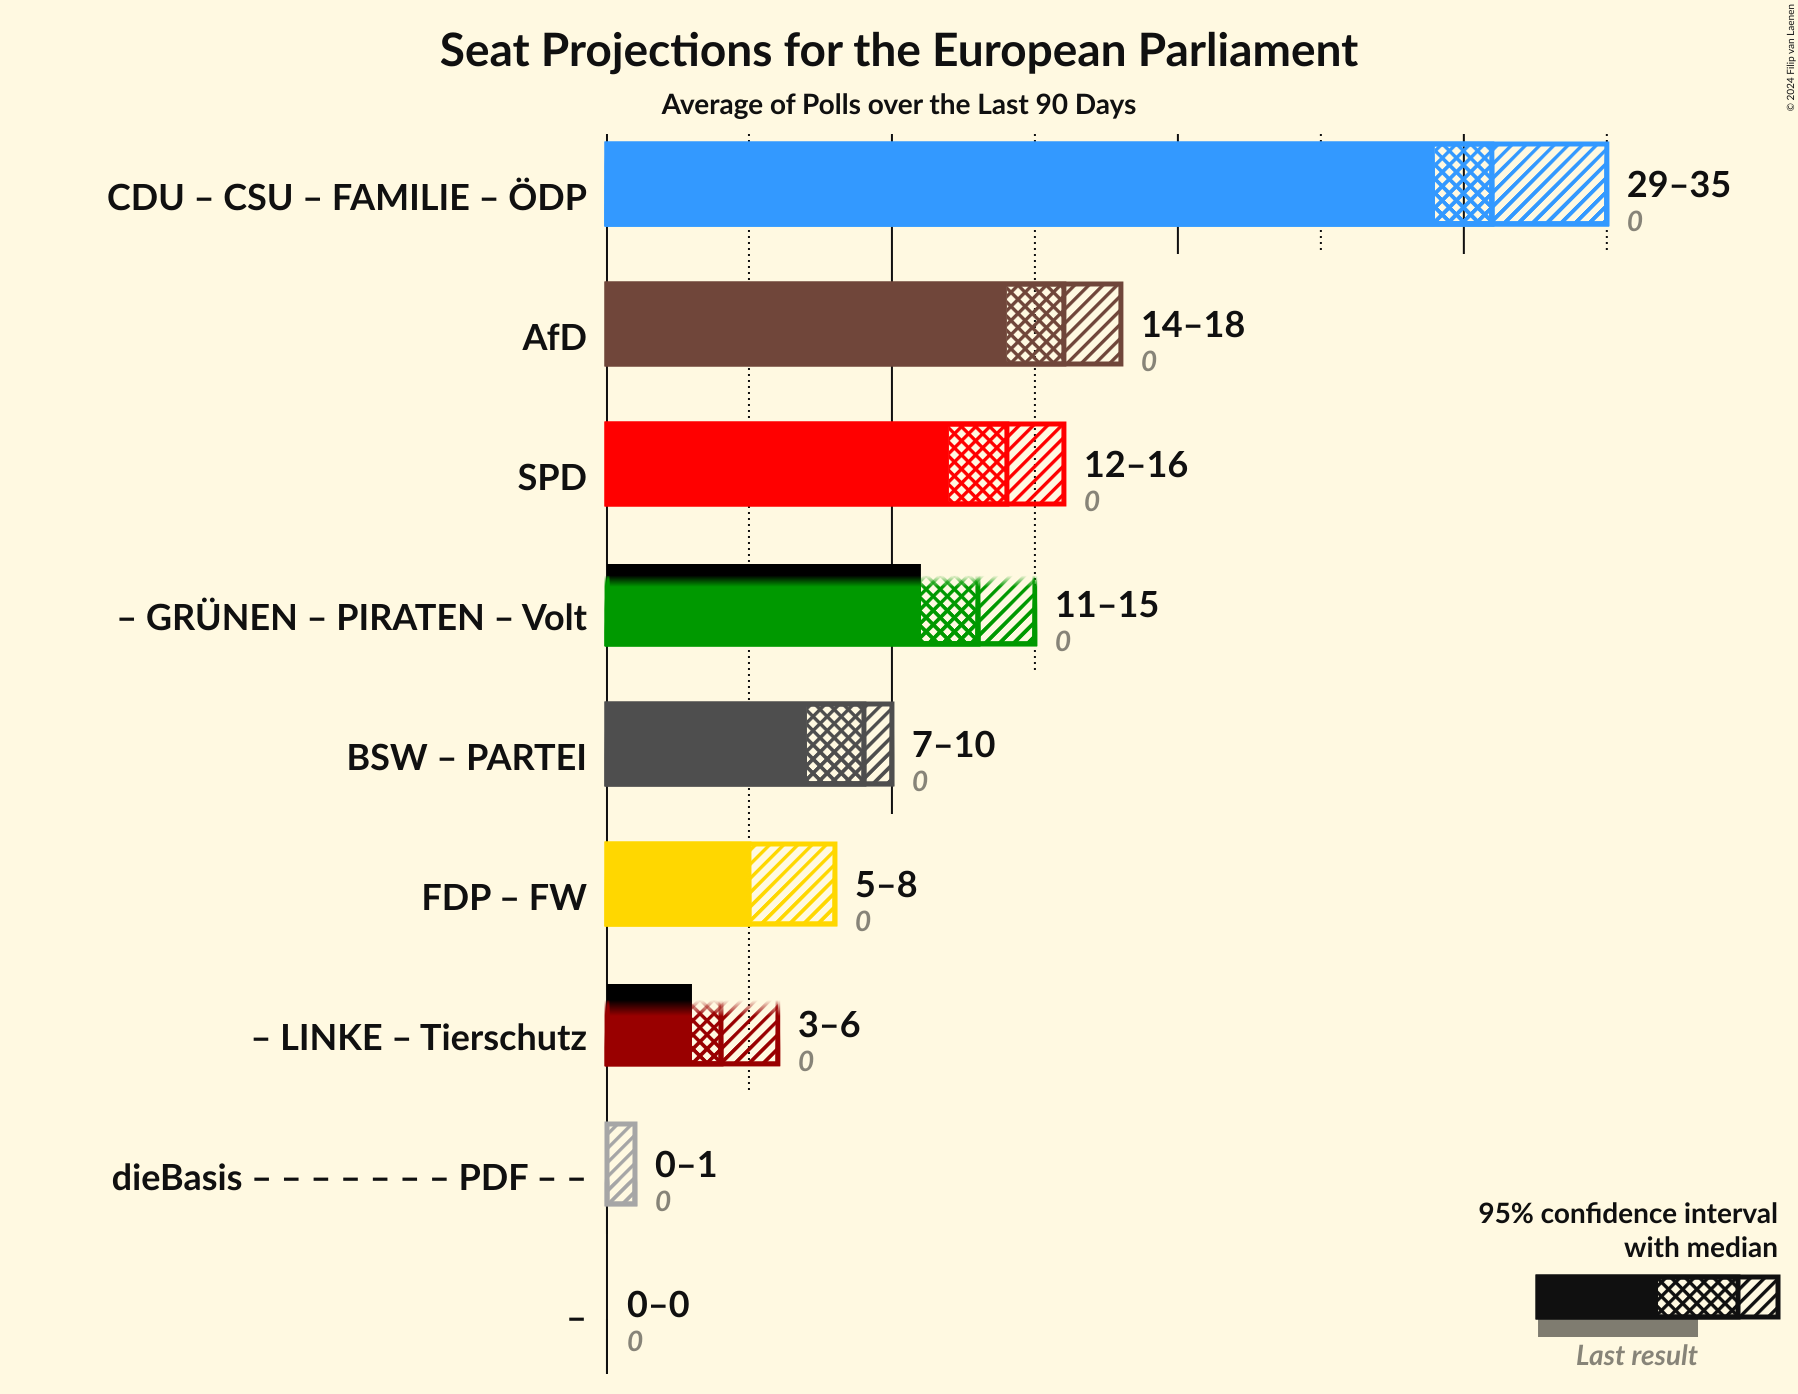 Seat Projections for the European Parliament
Average of Polls over the Last 90 Days
© 2024 Filip van Laenen
CDU – CSU – FAMILIE – ÖDP
29–35
0
AfD
14–18
0
SPD
12–16
0
– GRÜNEN – PIRATEN – Volt
11–15
0
BSW – PARTEI
7–10
0
FDP – FW
5–8
0
– LINKE – Tierschutz
3–6
0
dieBasis – – – – – – – PDF – –
0–1
0
–
0–0
0
95% confidence interval
with median
Last result